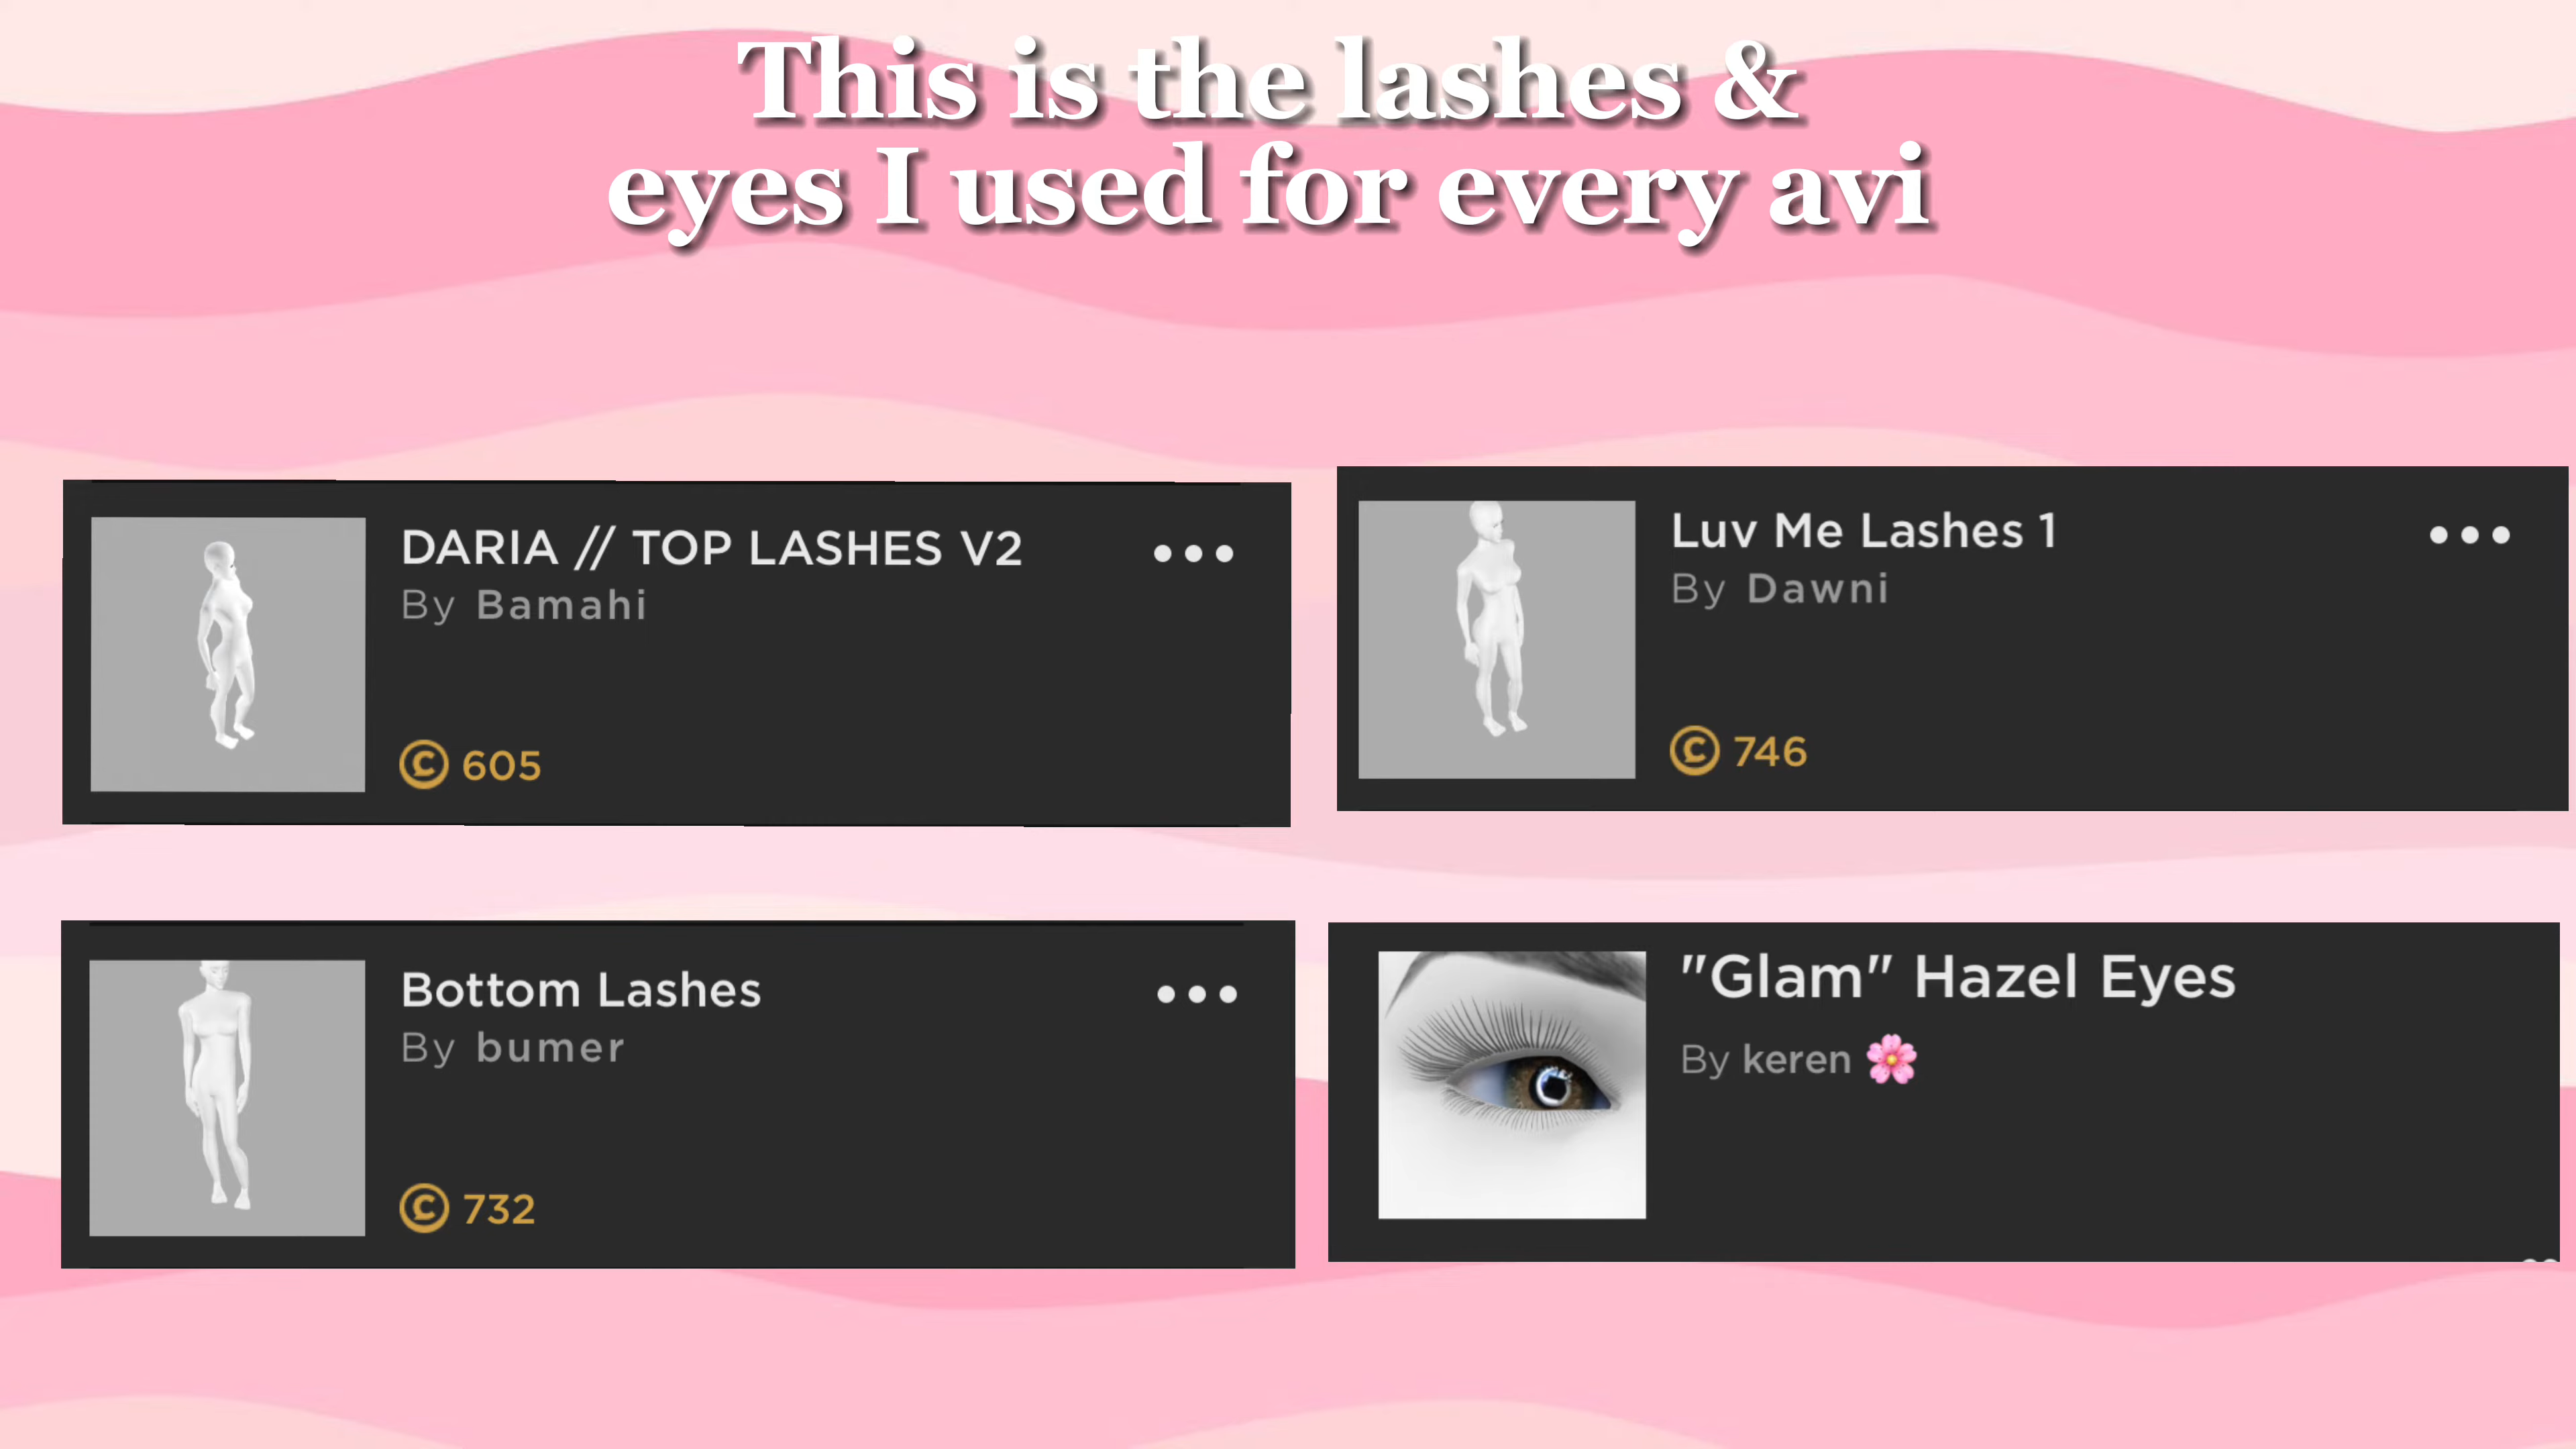 This is the lashes &
eyes I used for every avi
DARIA // TOP LASHES V2
By Bamahi
© 605
Luv Me Lashes 1
By Dawni
© 746
Bottom Lashes
By bumer
© 732
"Glam" Hazel Eyes
By keren 🌸